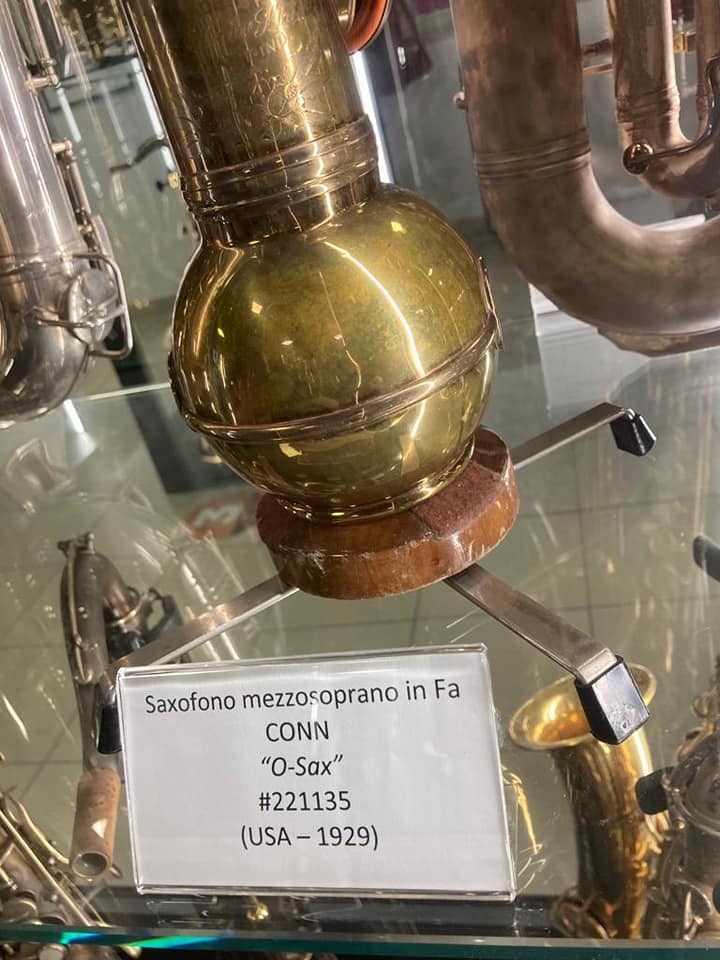 Saxofono mezzosoprano in Fa
CONN
“O-Sax”
#221135
(USA – 1929)